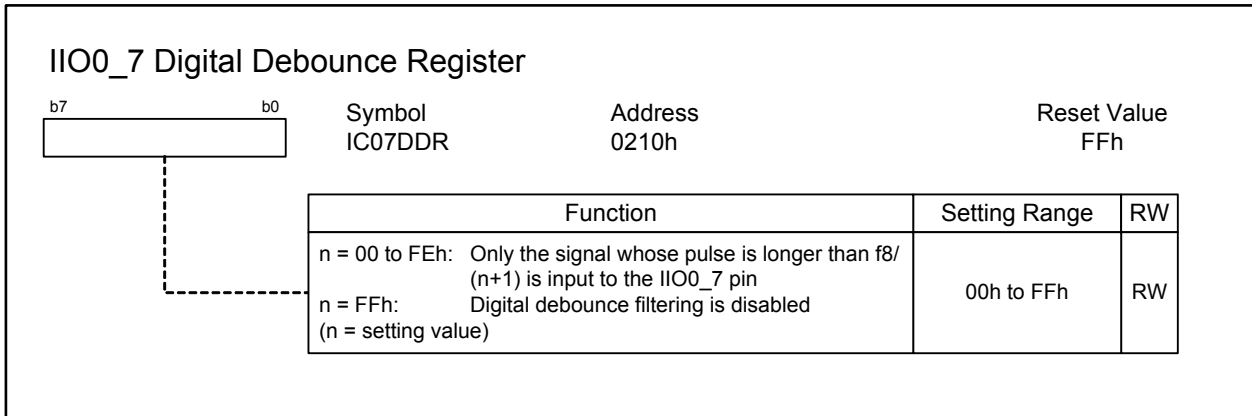 IIO0_7 Digital Debounce Register
b7 b0 Symbol Address Reset Value
IC07DDR 0210h FFh
Function Setting Range RW
n = 00 to FEh: Only the signal whose pulse is longer than f8/
(n+1) is input to the IIO0_7 pin
n = FFh: Digital debounce filtering is disabled
(n = setting value)
00h to FFh RW